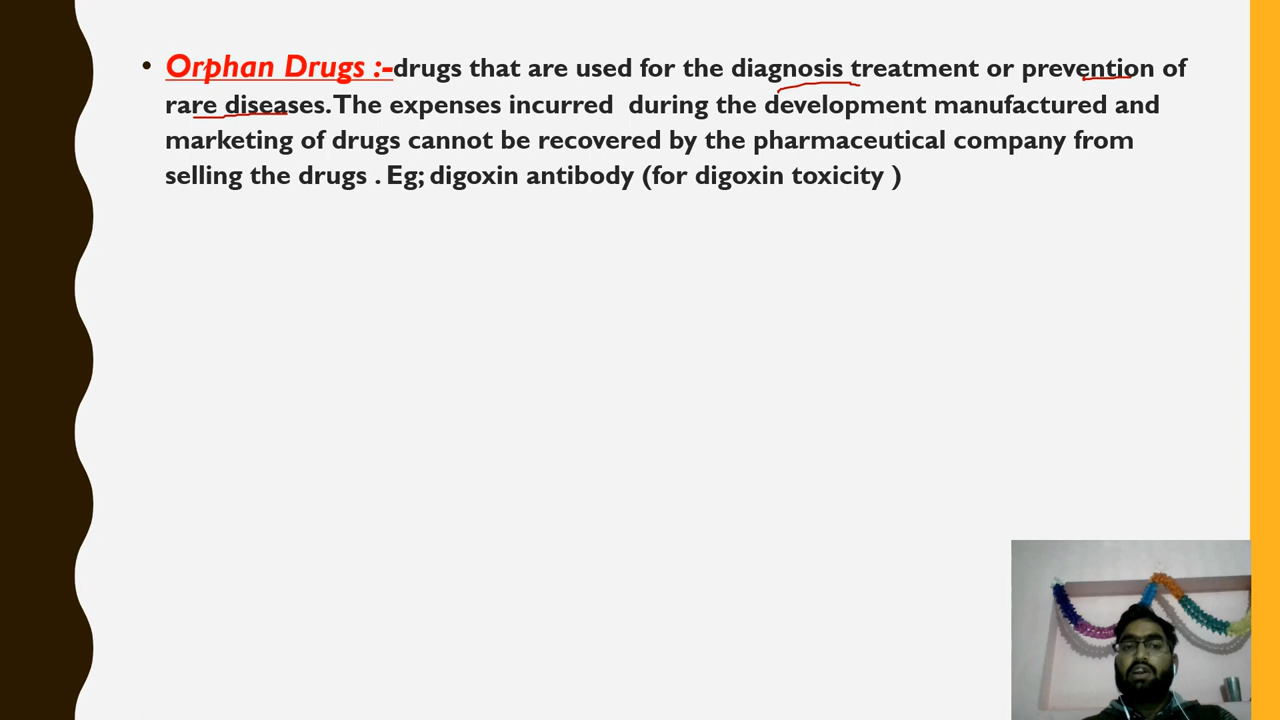 • Orphan Drugs :-drugs that are used for the diagnosis treatment or prevention of
rare diseases. The expenses incurred during the development manufactured and
marketing of drugs cannot be recovered by the pharmaceutical company from
selling the drugs . Eg; digoxin antibody (for digoxin toxicity )